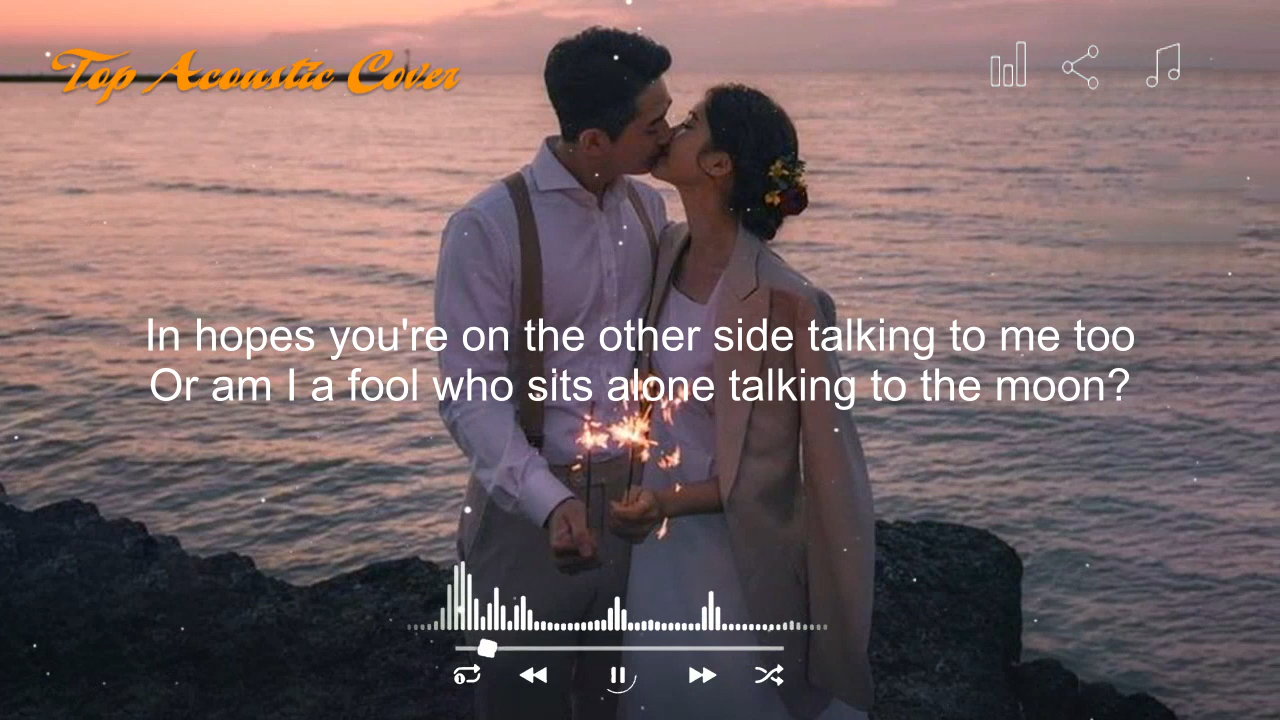 Top Acoustic Cover
In hopes you're on the other side talking to me too
Or am I a fool who sits alone talking to the moon?